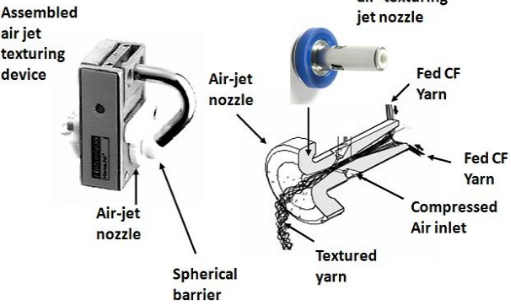 Assembled
air jet
texturing
device
jet nozzle
Air-jet
nozzle
Fed CF
Yarn
Fed CF
Yarn
Compressed
Air inlet
Air-jet
nozzle
Textured
yarn
Spherical
barrier